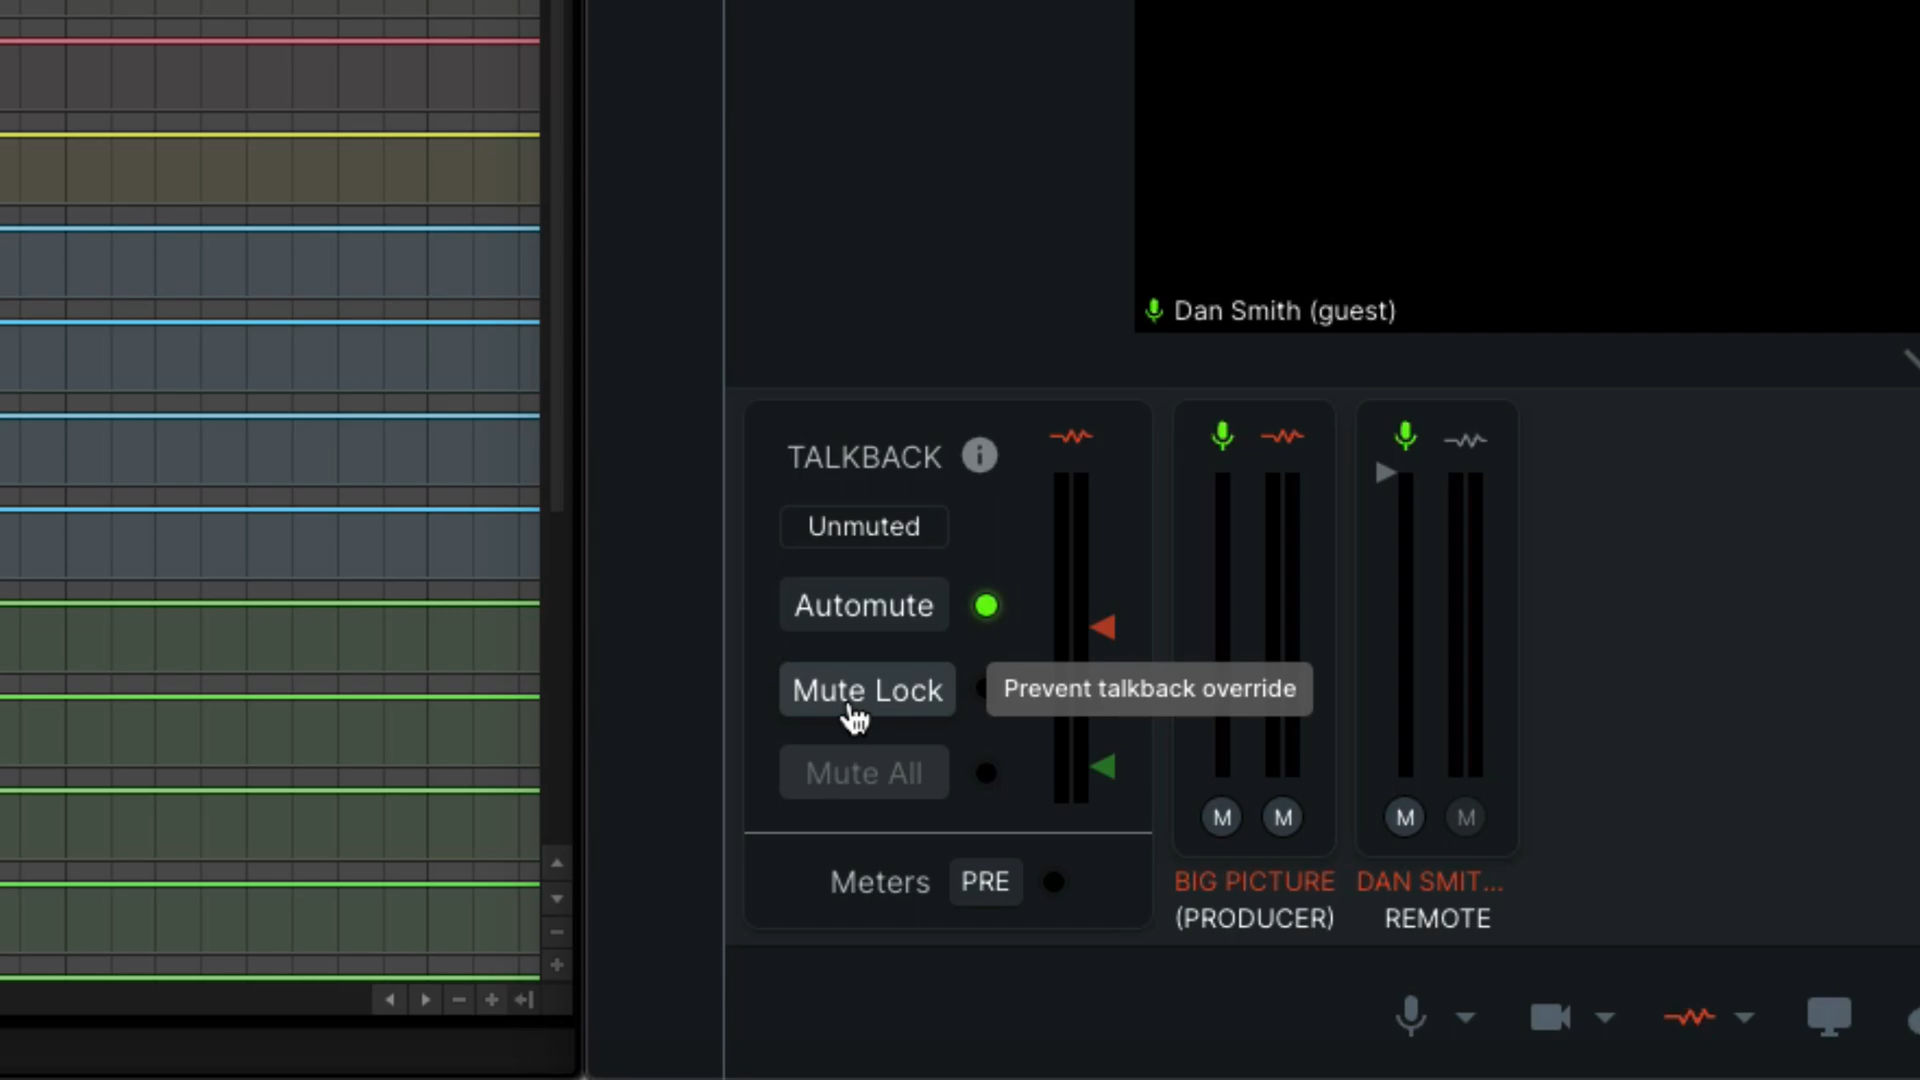 Dan Smith (guest)
TALKBACK
Unmuted
Automute
Mute Lock
Prevent talkback override
Mute All
M M M M
Meters PRE
BIG PICTURE
(PRODUCER)
DAN SMIT...
REMOTE